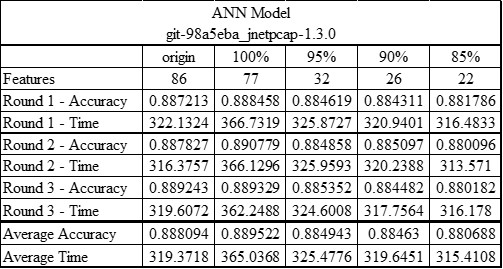 ANN Model
git-98a5eba_jnetpcap-1.3.0
origin 100% 95% 90% 85%
Features 86 77 32 26 22
Round 1 - Accuracy 0.887213 0.888458 0.884619 0.884311 0.881786
Round 1 - Time 322.1324 366.7319 325.8727 320.9401 316.4833
Round 2 - Accuracy 0.887827 0.890779 0.884858 0.885097 0.880096
Round 2 - Time 316.3757 366.1296 325.9593 320.2388 313.571
Round 3 - Accuracy 0.889243 0.889329 0.885352 0.884482 0.880182
Round 3 - Time 319.6072 362.2488 324.6008 317.7564 316.178
Average Accuracy 0.888094 0.889522 0.884943 0.88463 0.880688
Average Time 319.3718 365.0368 325.4776 319.6451 315.4108